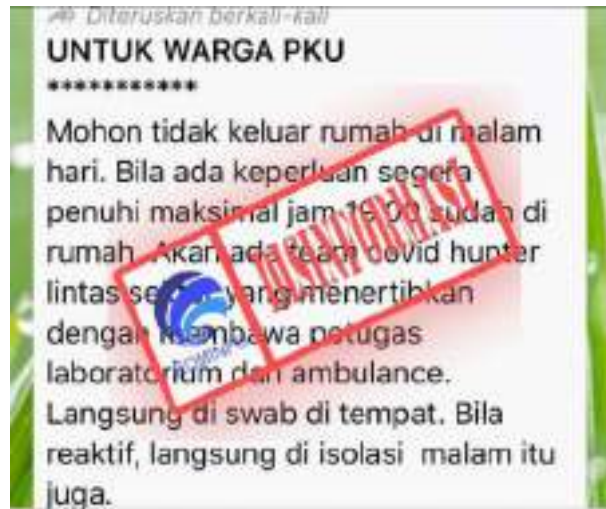 Diteruskan berkali-kali
UNTUK WARGA PKU
***********
Mohon tidak keluar rumah di malam
hari. Bila ada keperluan segera
penuhi maksimal jam 19.00 sudah di
rumah. Akan ada team covid hunter
lintas yang menertibkan
dengan membawa petugas
laboratorium dan ambulance.
Langsung di swab di tempat. Bila
reaktif, langsung di isolasi malam itu
juga.
DISINFORMASI
KOMINFO